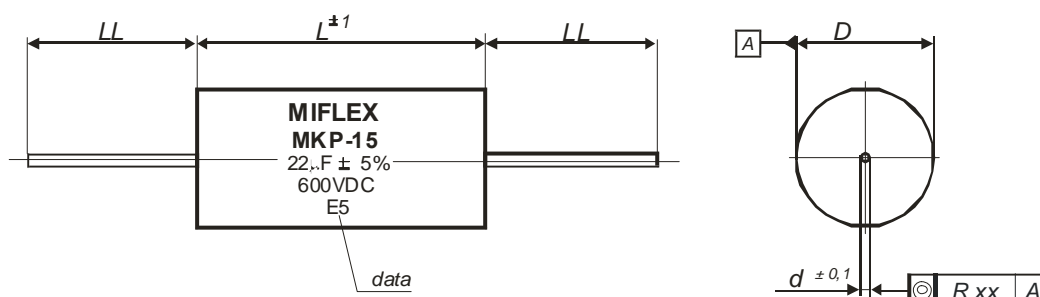 LL L ±1 LL
A D
MIFLEX
MKP-15
22µF ± 5%
600VDC
E5
data
d ± 0,1
◎ R xx A